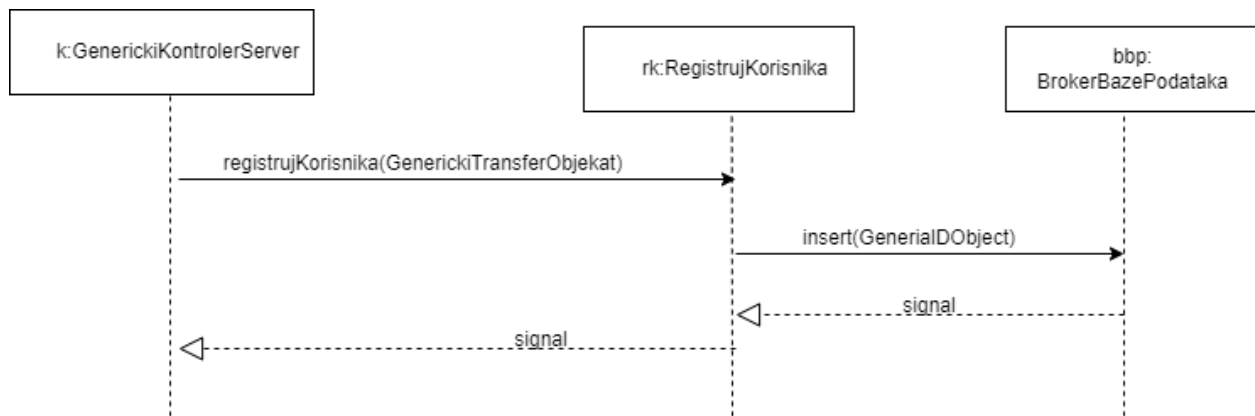 k:GenerickiKontrolerServer
rk:RegistrujKorisnika
bbp:
BrokerBazePodataka
registrujKorisnika(GenerickiTransferObjekat)
insert(GenerialDObject)
signal
signal